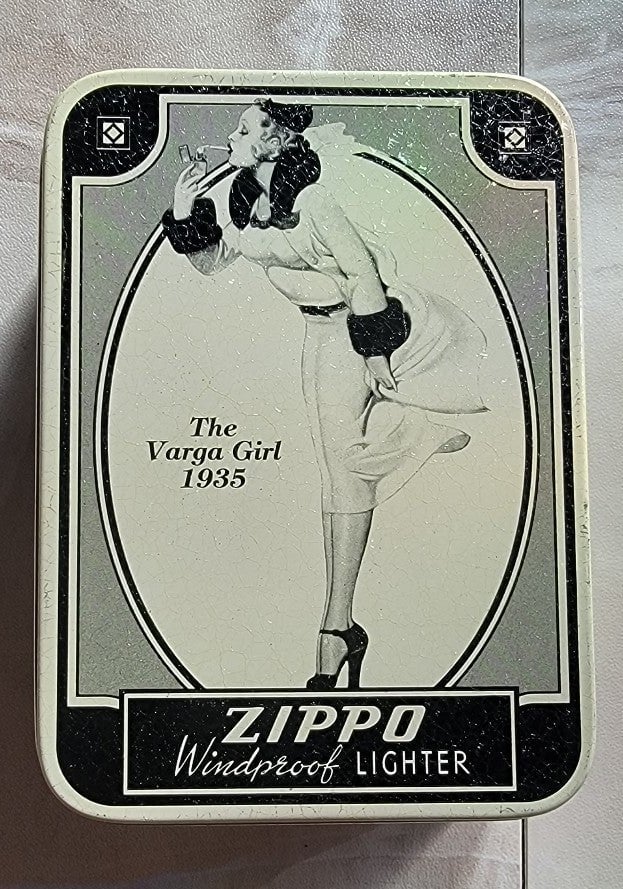 The
Varga Girl
1935
ZIPPO
Windproof LIGHTER